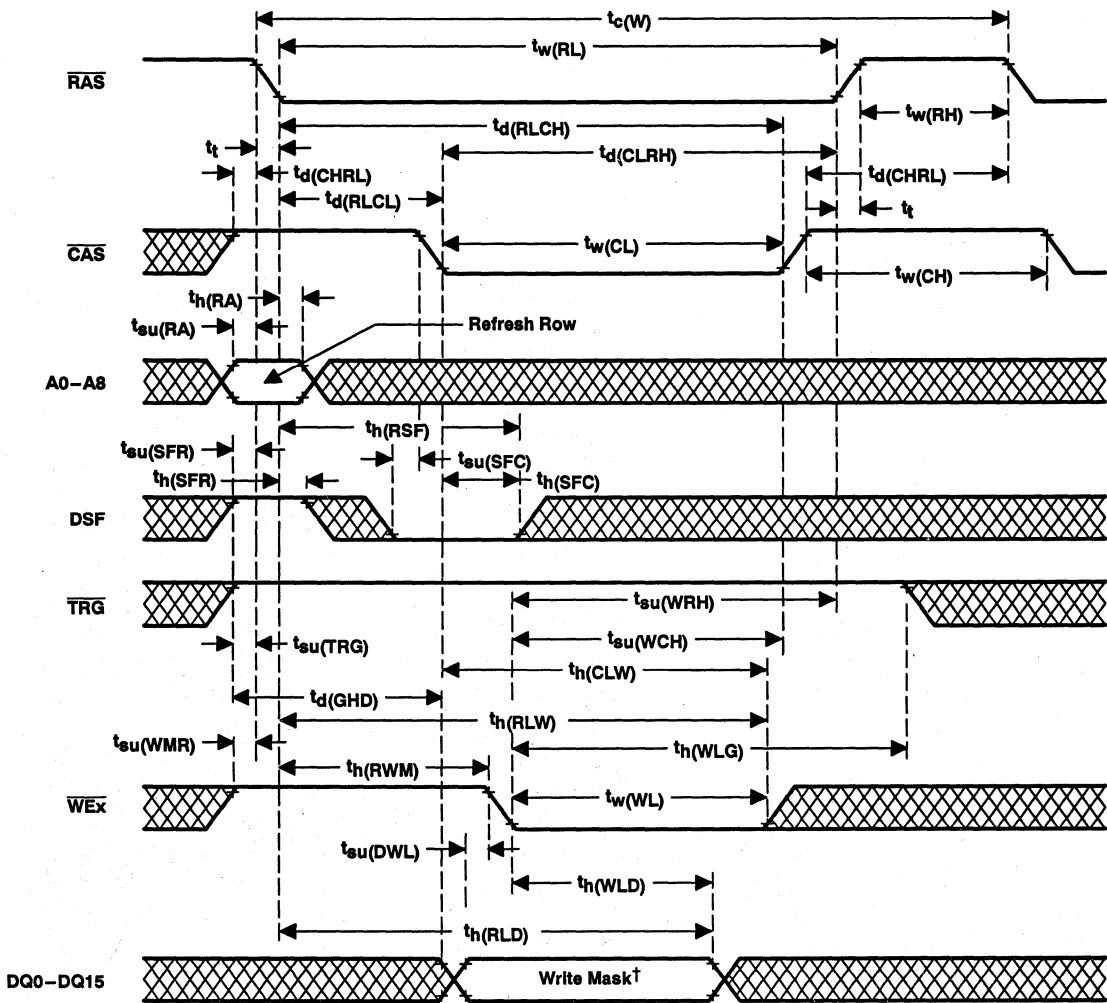 tc(W)
tw(RL)
RAS
tw(RH)
td(RLCH)
tt
td(CLRH)
td(CHRL)
td(CHRL)
td(RLCL)
tt
CAS
tw(CL)
tw(CH)
th(RA)
tsu(RA)
Refresh Row
A0–A8
th(RSF)
tsu(SFR)
tsu(SFC)
th(SFR)
th(SFC)
DSF
TRG
tsu(WRH)
tsu(TRG)
tsu(WCH)
th(CLW)
td(GHD)
th(RLW)
tsu(WMR)
th(WLG)
th(RWM)
WEx
tw(WL)
tsu(DWL)
th(WLD)
th(RLD)
DQ0–DQ15
Write Mask†